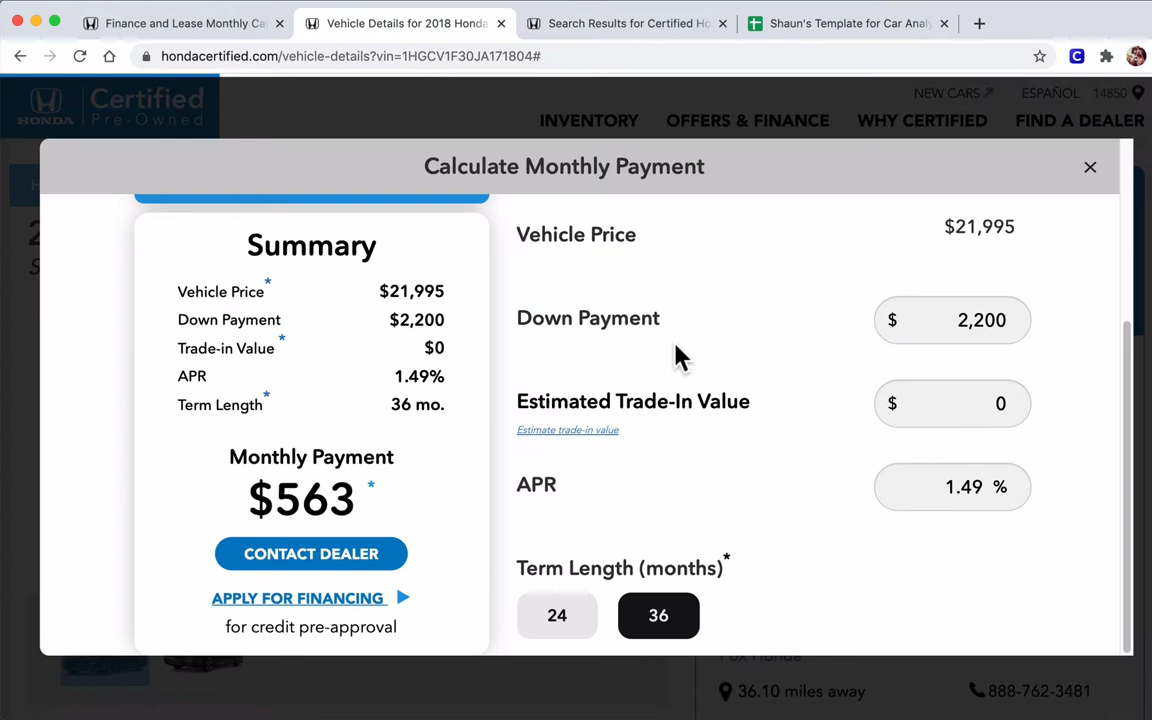 Finance and Lease Monthly Ca
Vehicle Details for 2018 Honda
Search Results for Certified Ho
Shaun's Template for Car Analy
hondacertified.com/vehicle-details?vin=1HGCV1F30JA171804#
HONDA
Certified
Pre-Owned
NEW CARS
ESPAÑOL
14850
INVENTORY
OFFERS & FINANCE
WHY CERTIFIED
FIND A DEALER
Calculate Monthly Payment
Summary
Vehicle Price* $21,995
Down Payment $2,200
Trade-in Value* $0
APR 1.49%
Term Length* 36 mo.
Monthly Payment
$563*
CONTACT DEALER
APPLY FOR FINANCING
for credit pre-approval
Vehicle Price $21,995
Down Payment $ 2,200
Estimated Trade-In Value $ 0
Estimate trade-in value
APR 1.49 %
Term Length (months)*
24 36
36.10 miles away
888-762-3481